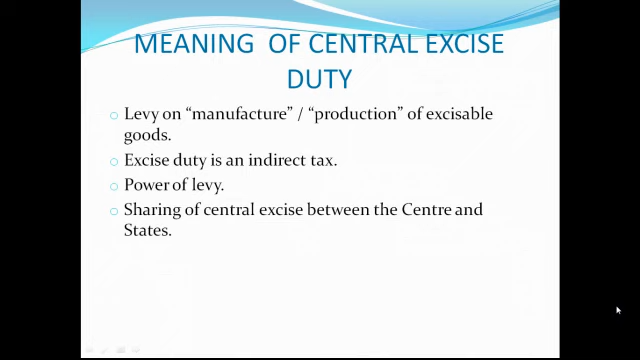 MEANING OF CENTRAL EXCISE
DUTY
Levy on “manufacture” / “production” of excisable
goods.
Excise duty is an indirect tax.
Power of levy.
Sharing of central excise between the Centre and
States.